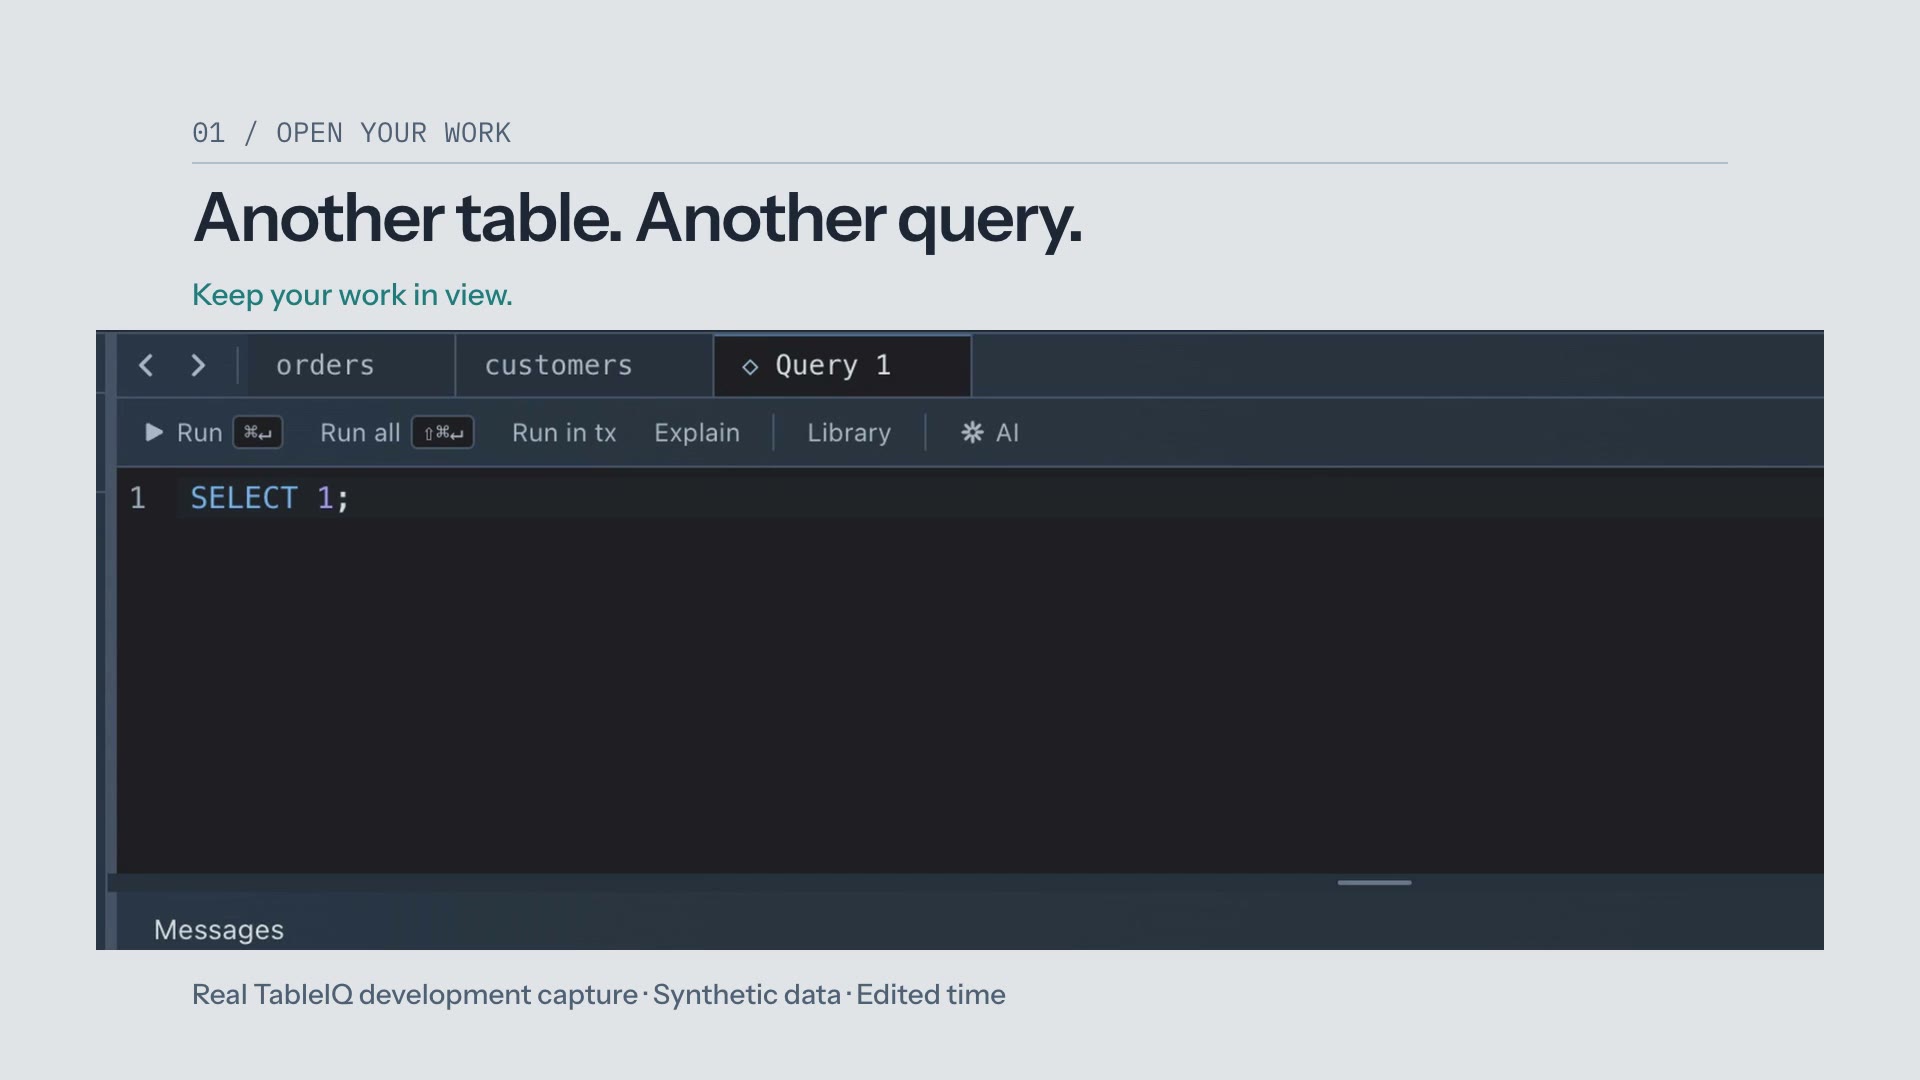 01 / OPEN YOUR WORK
Another table. Another query.
Keep your work in view.
orders customers ◇ Query 1
Run ⌘↵ Run all ⇧⌘↵ Run in tx Explain Library AI
1 SELECT 1;
Messages
Real TableIQ development capture · Synthetic data · Edited time